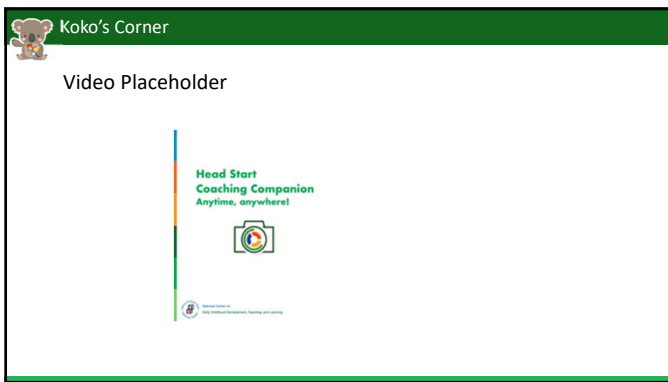 Koko’s Corner
Video Placeholder
Head Start
Coaching Companion
Anytime, anywhere!
National Center on
Early Childhood Development, Teaching, and Learning